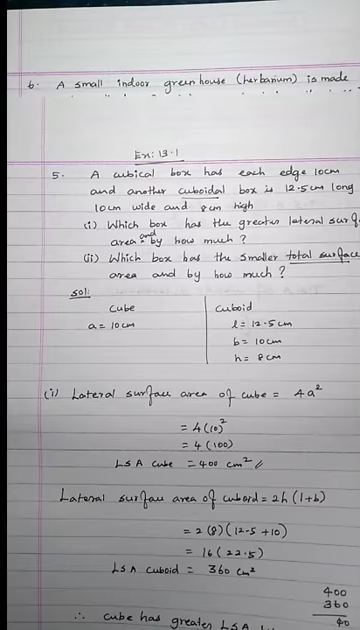 6. A small indoor green house (herbarium) is made
Ex: 13.1
5. A cubical box has each edge 10cm
and another cuboidal box is 12.5cm long
10cm wide and 8cm high
(i) Which box has the greater lateral surf
area and by how much ?
(ii) Which box has the smaller total surface
area and by how much ?
Sol:
Cube
Cuboid
a = 10 cm
l = 12.5 cm
b = 10 cm
h = 8 cm
(i) Lateral surface area of cube = 4a²
= 4(10)²
= 4(100)
LSA cube = 400 cm² //
Lateral surface area of cuboid = 2h(l+b)
= 2(8)(12.5+10)
= 16(22.5)
LSA cuboid = 360 cm²
400
360
40
∴ cube has greater LSA